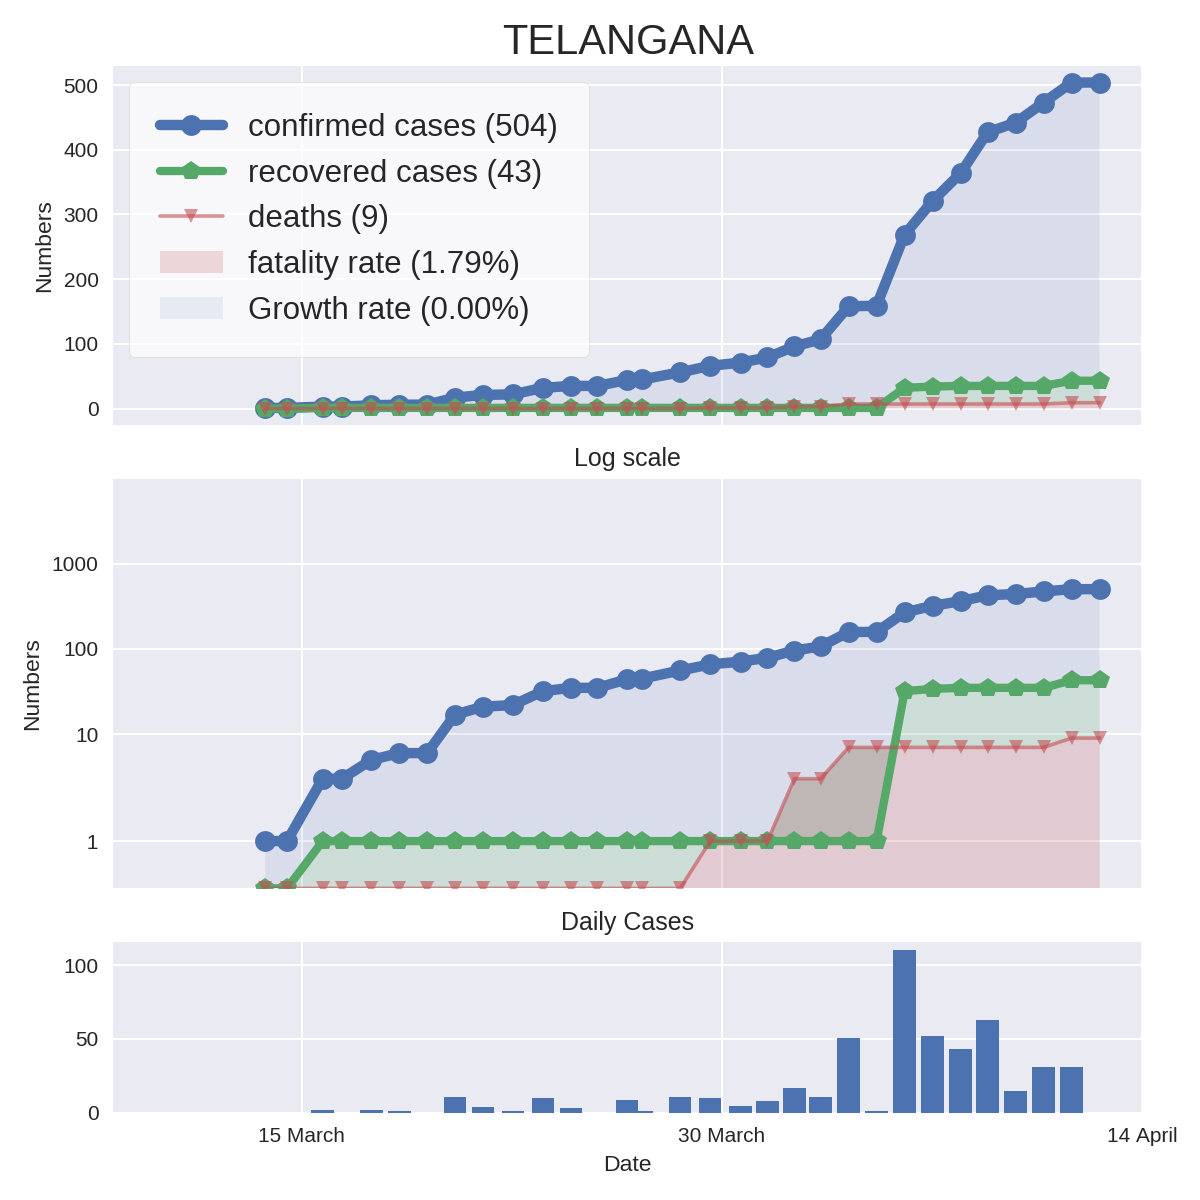 TELANGANA
500
400
300
200
100
0
Numbers
confirmed cases (504)
recovered cases (43)
deaths (9)
fatality rate (1.79%)
Growth rate (0.00%)
Log scale
1000
100
10
1
Numbers
Daily Cases
100
50
0
15 March
30 March
14 April
Date